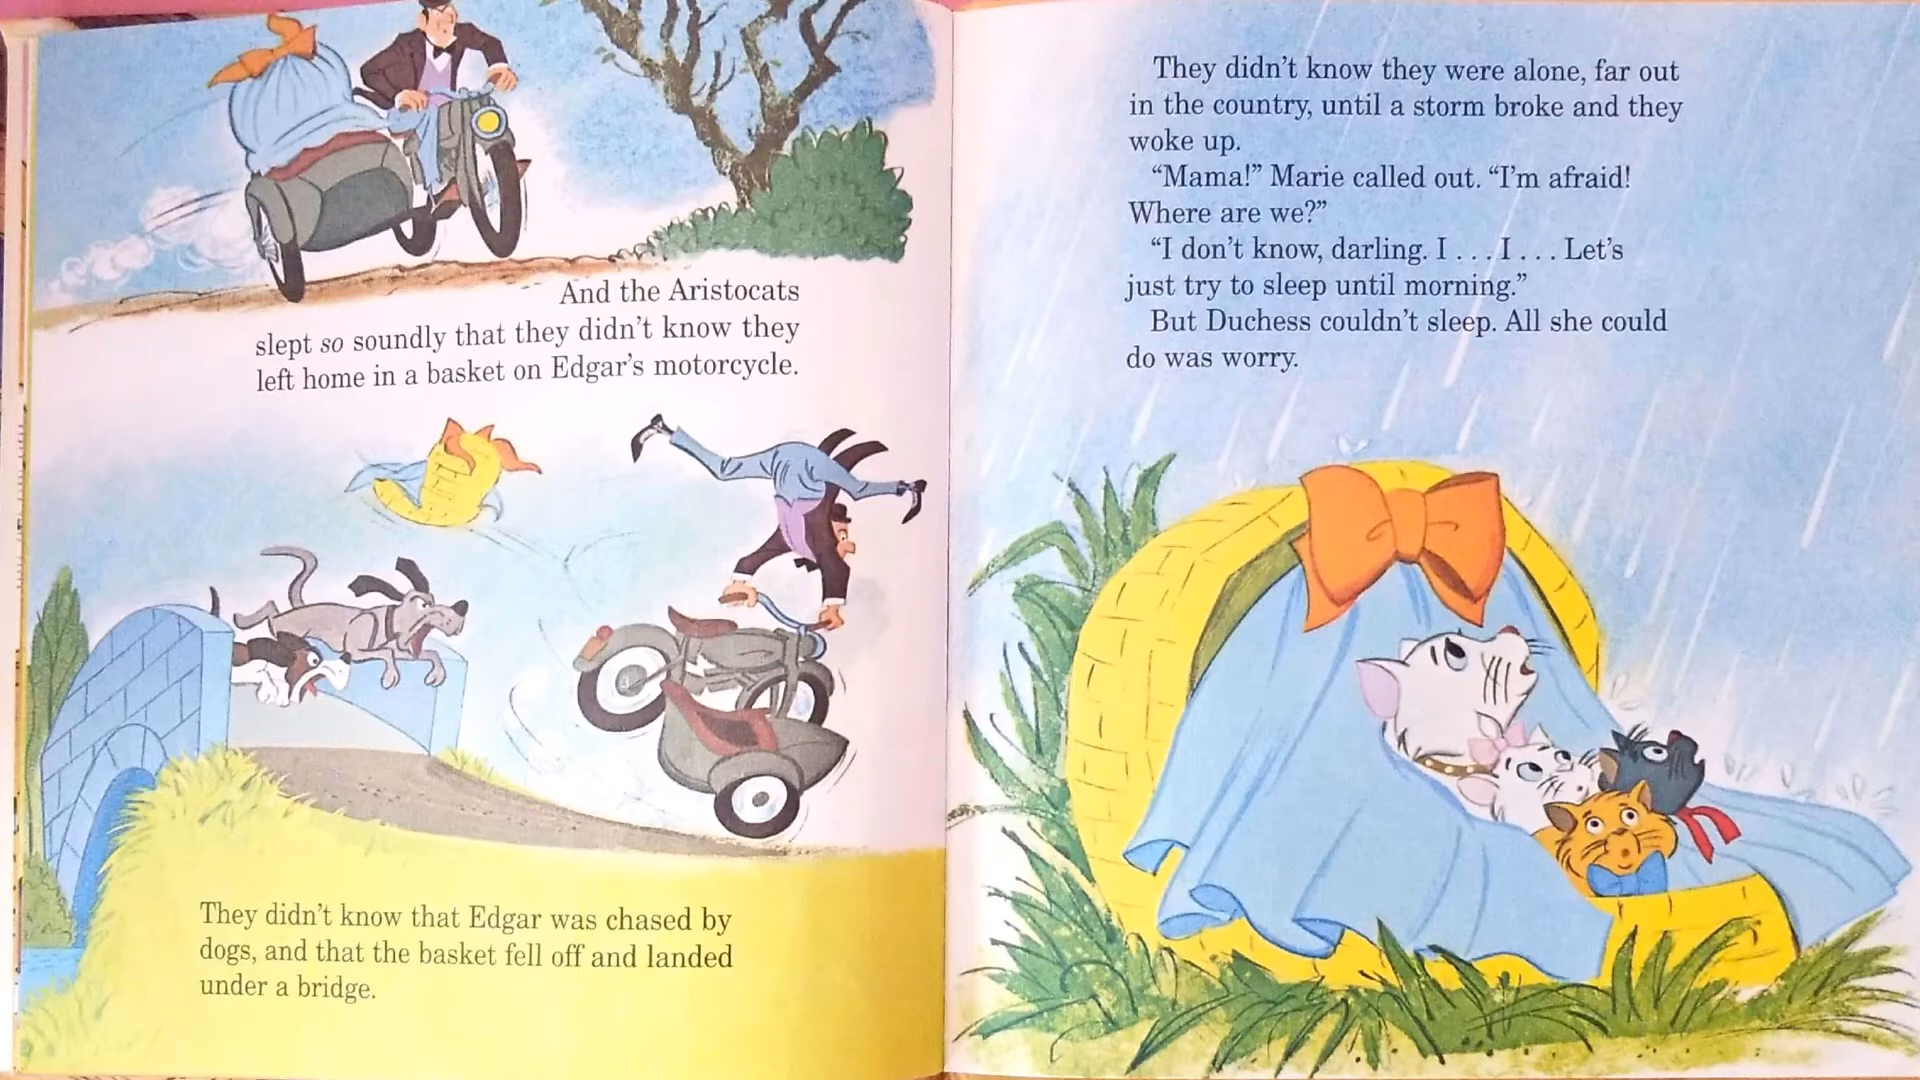 And the Aristocats
slept so soundly that they didn’t know they
left home in a basket on Edgar’s motorcycle.
They didn’t know that Edgar was chased by
dogs, and that the basket fell off and landed
under a bridge.
They didn’t know they were alone, far out
in the country, until a storm broke and they
woke up.
“Mama!” Marie called out. “I’m afraid!
Where are we?”
“I don’t know, darling. I . . . I . . . Let’s
just try to sleep until morning.”
But Duchess couldn’t sleep. All she could
do was worry.